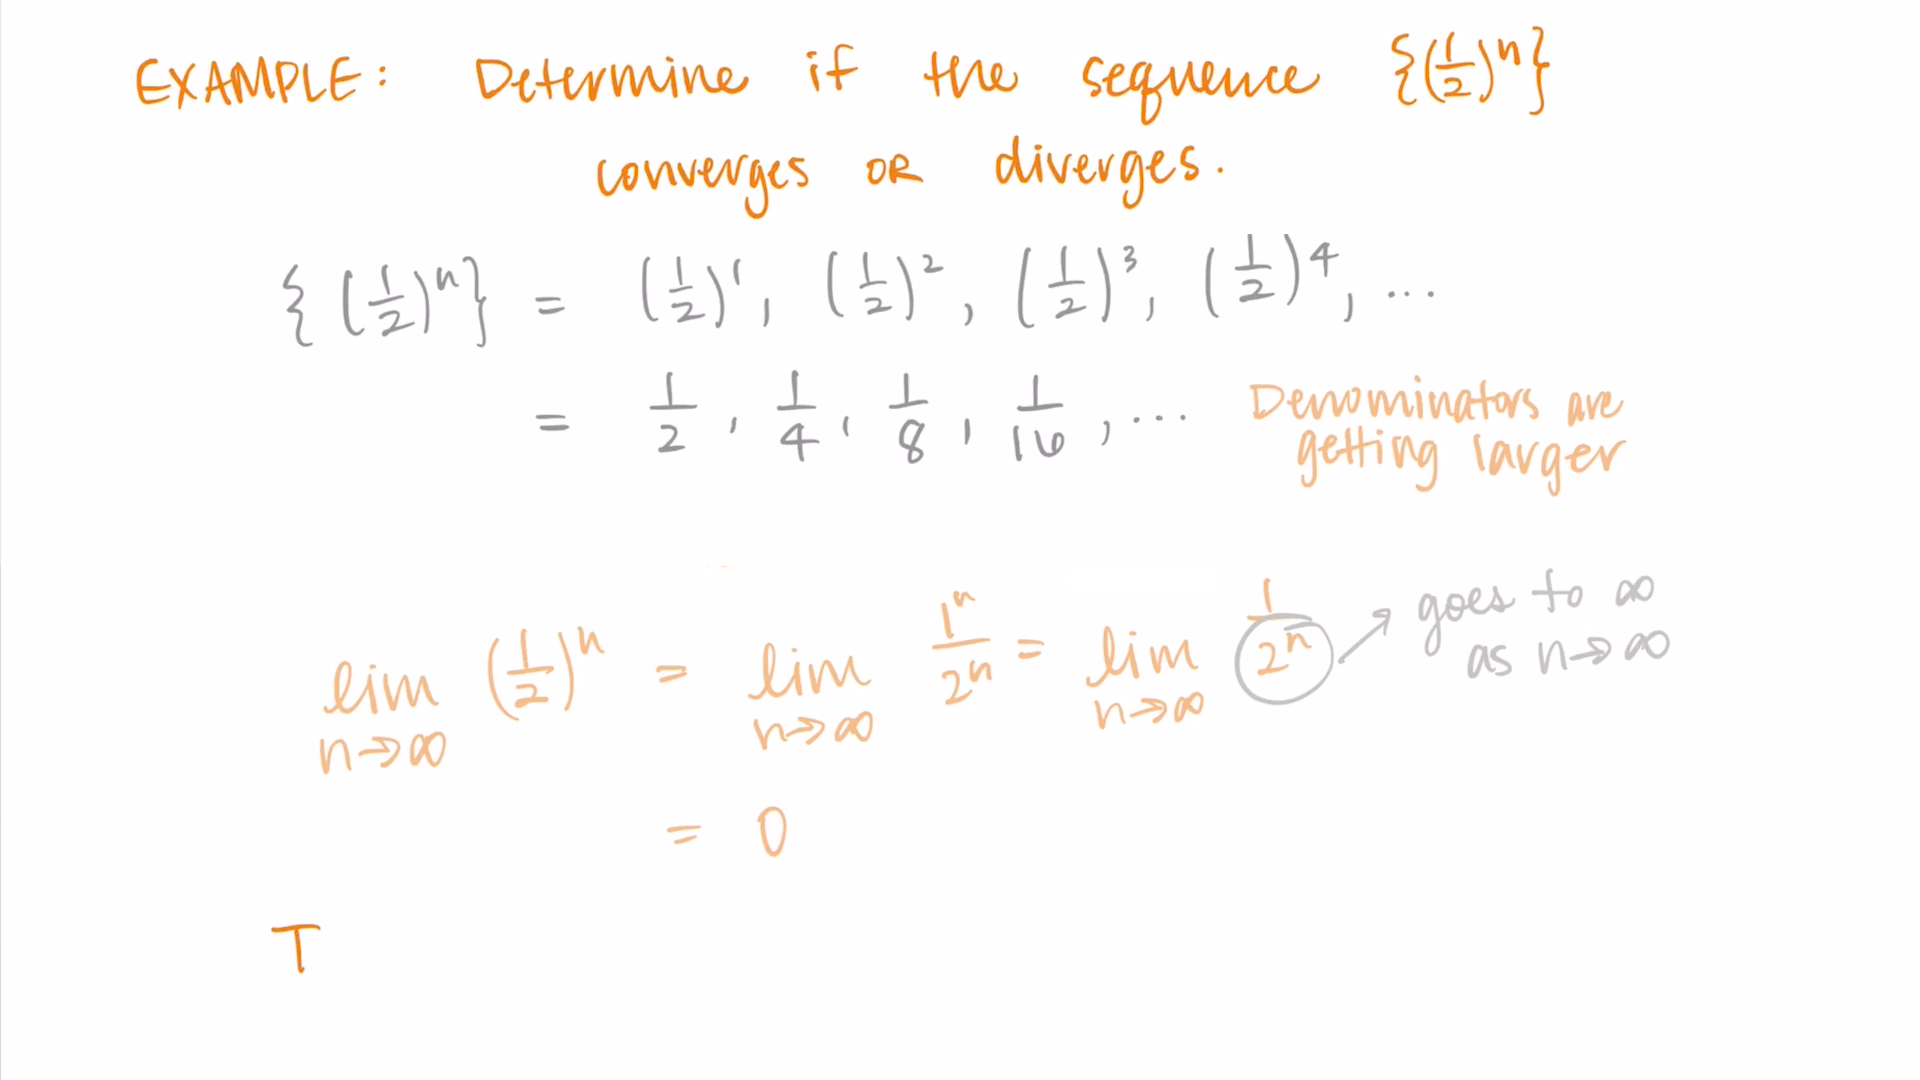 EXAMPLE: Determine if the sequence {(1/2)^n}
converges OR diverges.
{(1/2)^n} = (1/2)^1, (1/2)^2, (1/2)^3, (1/2)^4, ...
= 1/2, 1/4, 1/8, 1/16, ... Denominators are
getting larger
lim n→∞ (1/2)^n = lim n→∞ 1^n/2^n = lim n→∞ 1/2^n goes to ∞
as n→∞
= 0
T